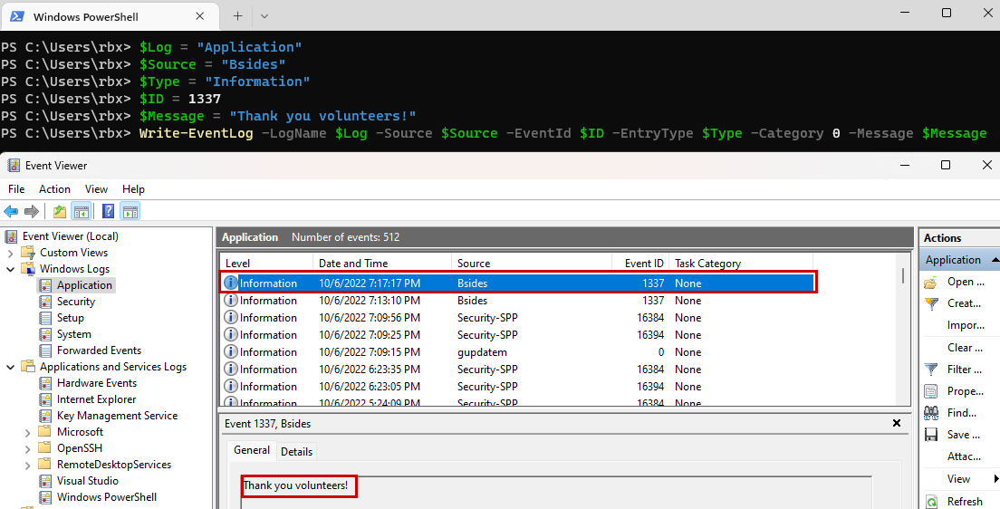 Windows PowerShell
PS C:\Users\rbx> $Log = "Application"
PS C:\Users\rbx> $Source = "Bsides"
PS C:\Users\rbx> $Type = "Information"
PS C:\Users\rbx> $ID = 1337
PS C:\Users\rbx> $Message = "Thank you volunteers!"
PS C:\Users\rbx> Write-EventLog -LogName $Log -Source $Source -EventId $ID -EntryType $Type -Category 0 -Message $Message
Event Viewer
File Action View Help
Event Viewer (Local)
Custom Views
Windows Logs
Application
Security
Setup
System
Forwarded Events
Applications and Services Logs
Hardware Events
Internet Explorer
Key Management Service
Microsoft
OpenSSH
RemoteDesktopServices
Visual Studio
Windows PowerShell
Application Number of events: 512
Level Date and Time Source Event ID Task Category
Information 10/6/2022 7:17:17 PM Bsides 1337 None
Information 10/6/2022 7:13:10 PM Bsides 1337 None
Information 10/6/2022 7:09:56 PM Security-SPP 16384 None
Information 10/6/2022 7:09:25 PM Security-SPP 16394 None
Information 10/6/2022 7:09:15 PM gupdatem 0 None
Information 10/6/2022 6:23:35 PM Security-SPP 16384 None
Information 10/6/2022 6:23:05 PM Security-SPP 16394 None
Information 10/6/2022 5:24:09 PM Security-SPP 16384 None
Event 1337, Bsides
General Details
Thank you volunteers!
Actions
Application
Open ...
Creat...
Impor...
Clear ...
Filter ...
Prope...
Find...
Save ...
Attac...
View
Refresh